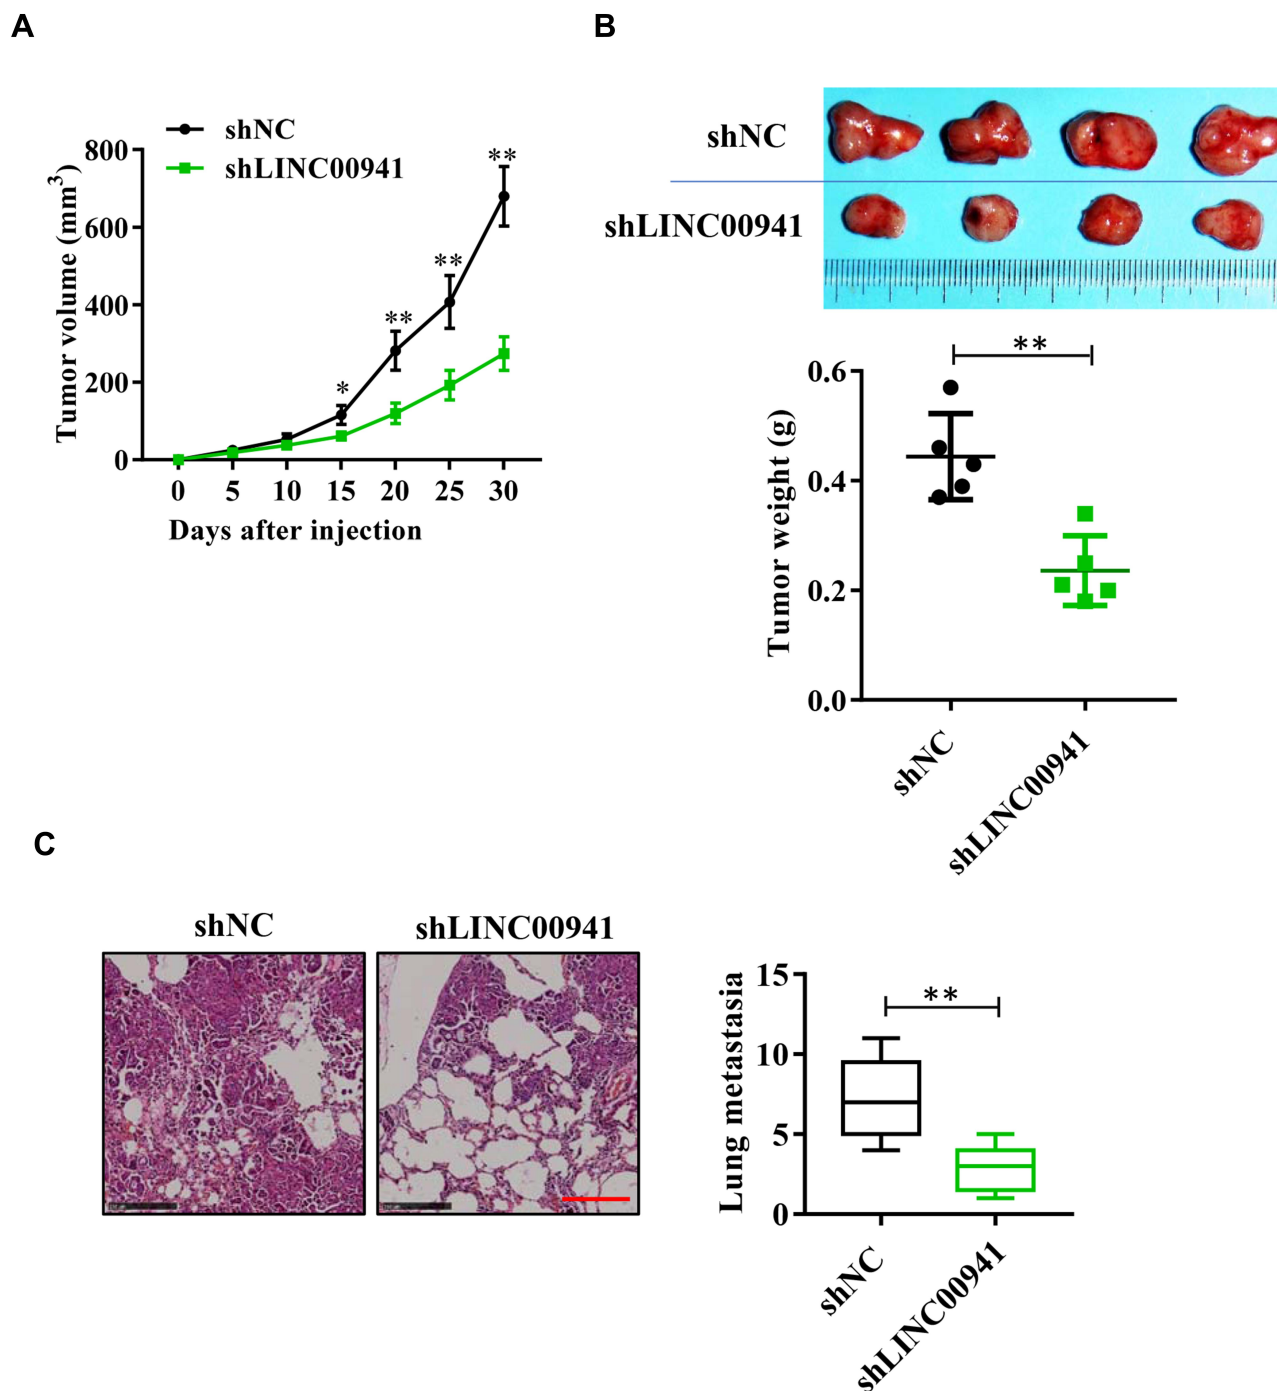 A
shNC
shLINC00941
Tumor volume (mm3)
800
600
400
200
0
*
**
**
**
0 5 10 15 20 25 30
Days after injection
B
shNC
shLINC00941
**
Tumor weight (g)
0.6
0.4
0.2
0.0
shNC
shLINC00941
C
shNC
shLINC00941
Lung metastasia
15
10
5
0
**
shNC
shLINC00941